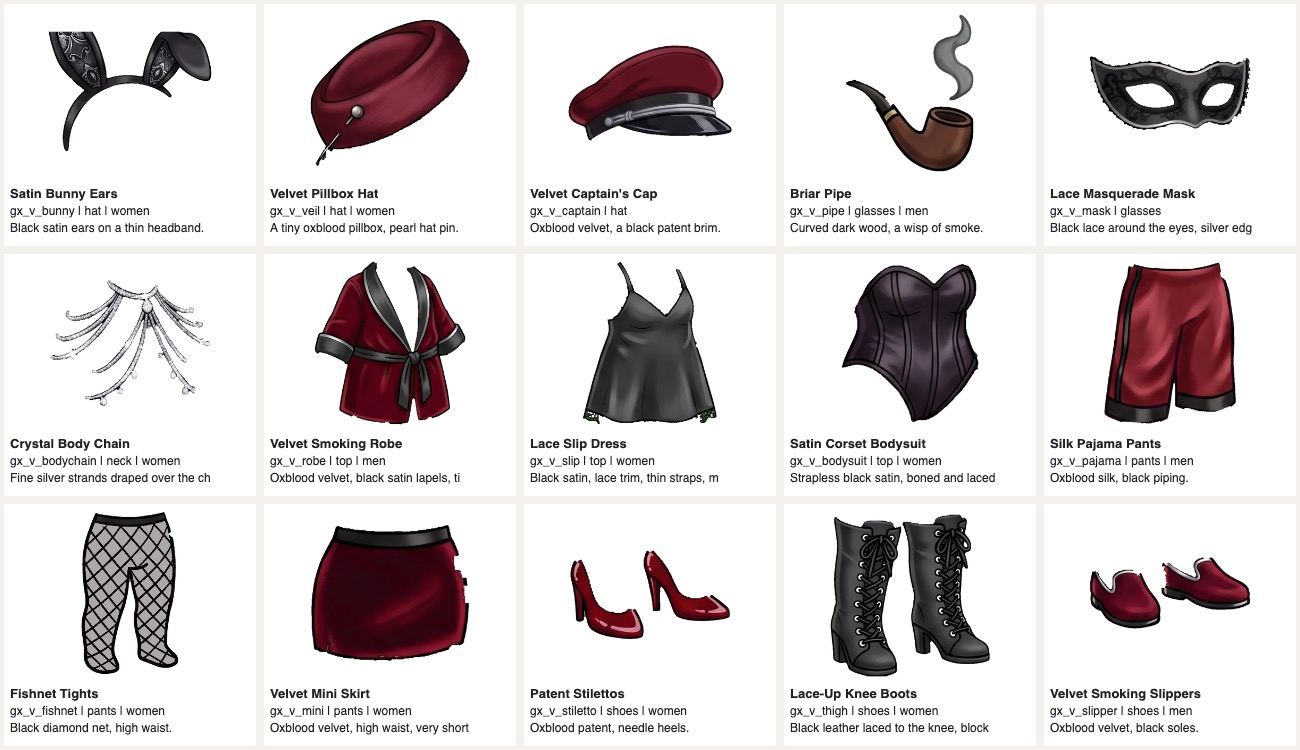 Satin Bunny Ears
gx_v_bunny | hat | women
Black satin ears on a thin headband.
Velvet Pillbox Hat
gx_v_veil | hat | women
A tiny oxblood pillbox, pearl hat pin.
Velvet Captain's Cap
gx_v_captain | hat
Oxblood velvet, a black patent brim.
Briar Pipe
gx_v_pipe | glasses | men
Curved dark wood, a wisp of smoke.
Lace Masquerade Mask
gx_v_mask | glasses
Black lace around the eyes, silver edg
Crystal Body Chain
gx_v_bodychain | neck | women
Fine silver strands draped over the ch
Velvet Smoking Robe
gx_v_robe | top | men
Oxblood velvet, black satin lapels, ti
Lace Slip Dress
gx_v_slip | top | women
Black satin, lace trim, thin straps, m
Satin Corset Bodysuit
gx_v_bodysuit | top | women
Strapless black satin, boned and laced
Silk Pajama Pants
gx_v_pajama | pants | men
Oxblood silk, black piping.
Fishnet Tights
gx_v_fishnet | pants | women
Black diamond net, high waist.
Velvet Mini Skirt
gx_v_mini | pants | women
Oxblood velvet, high waist, very short
Patent Stilettos
gx_v_stiletto | shoes | women
Oxblood patent, needle heels.
Lace-Up Knee Boots
gx_v_thigh | shoes | women
Black leather laced to the knee, block
Velvet Smoking Slippers
gx_v_slipper | shoes | men
Oxblood velvet, black soles.